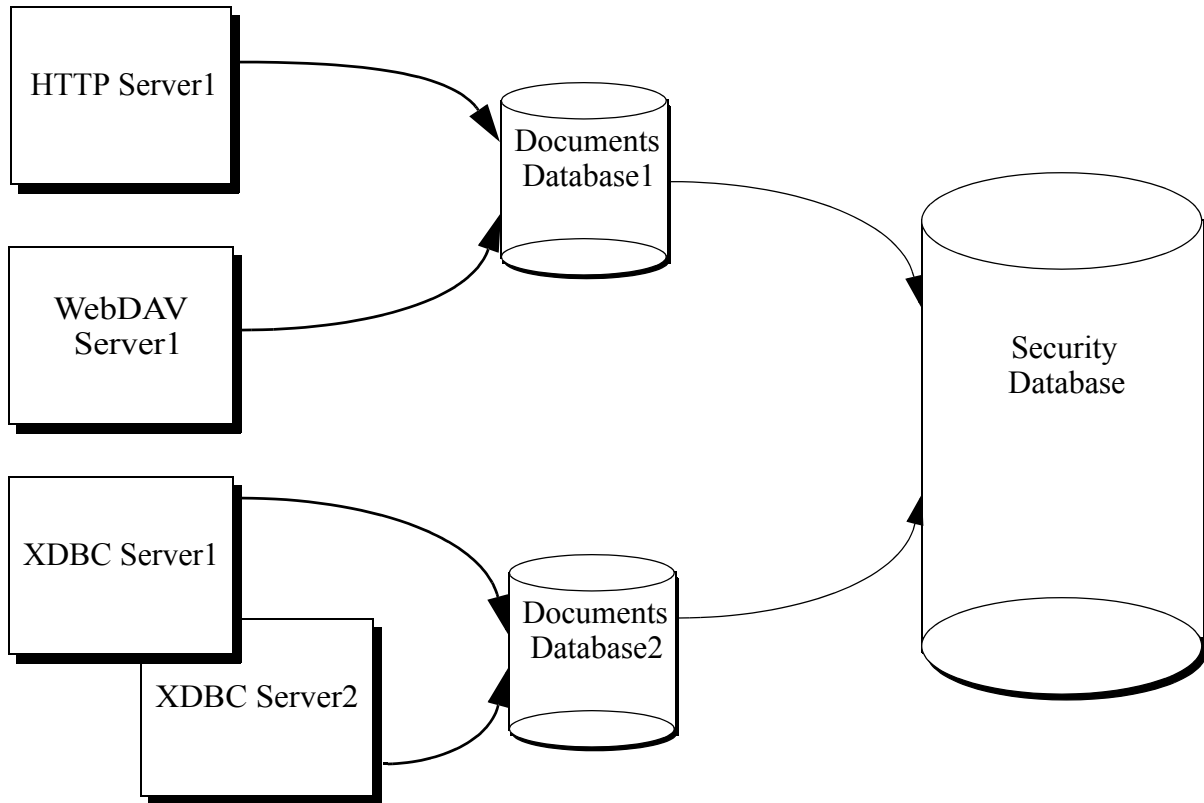 HTTP Server1
Documents
Database1
WebDAV
Server1
Security
Database
XDBC Server1
Documents
Database2
XDBC Server2